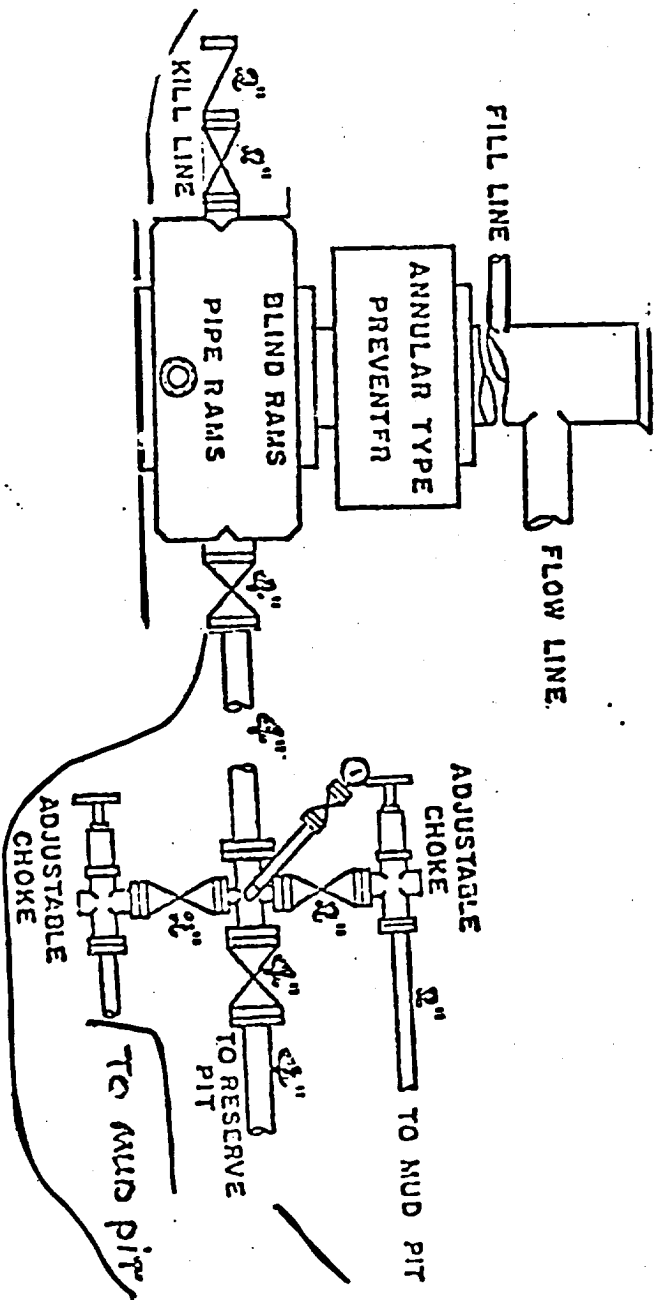 FILL LINE
FLOW LINE.
ANNULAR TYPE
PREVENTER
BLIND RAMS
PIPE RAMS
KILL LINE
2"
2"
4"
4"
ADJUSTABLE
CHOKE
2"
TO MUD PIT
2"
4"
4"
TO RESERVE
PIT
2"
ADJUSTABLE
CHOKE
TO MUD pit